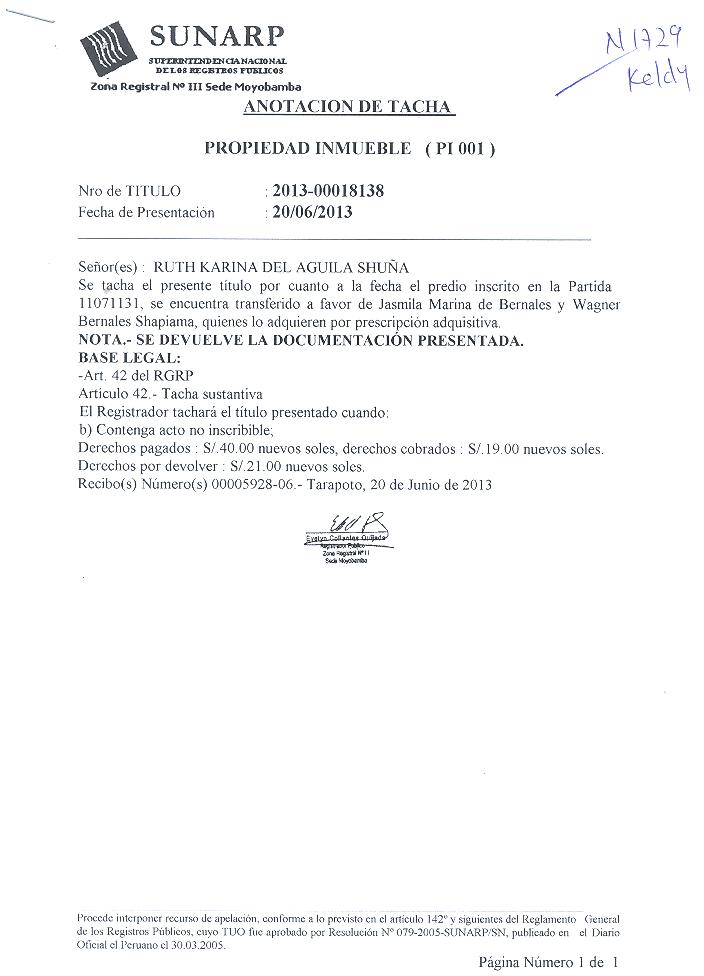 SUNARP
SUPERINTENDENCIA NACIONAL
DE LOS REGISTROS PUBLICOS
Zona Registral Nº III Sede Moyobamba
N 1729
Keldy
ANOTACION DE TACHA
PROPIEDAD INMUEBLE ( PI 001 )
Nro de TITULO : 2013-00018138
Fecha de Presentación : 20/06/2013
Señor(es) : RUTH KARINA DEL AGUILA SHUÑA
Se tacha el presente título por cuanto a la fecha el predio inscrito en la Partida
11071131, se encuentra transferido a favor de Jasmila Marina de Bernales y Wagner
Bernales Shapiama, quienes lo adquieren por prescripción adquisitiva.
NOTA.- SE DEVUELVE LA DOCUMENTACIÓN PRESENTADA.
BASE LEGAL:
-Art. 42 del RGRP
Articulo 42.- Tacha sustantiva
El Registrador tachará el título presentado cuando:
b) Contenga acto no inscribible;
Derechos pagados : S/.40.00 nuevos soles, derechos cobrados : S/.19.00 nuevos soles.
Derechos por devolver : S/.21.00 nuevos soles.
Recibo(s) Número(s) 00005928-06.- Tarapoto, 20 de Junio de 2013
Evelyn Collantes Quijada
Registrador Público
Zona Registral Nº III
Sede Moyobamba
Procede interponer recurso de apelación, conforme a lo previsto en el artículo 142º y siguientes del Reglamento General
de los Registros Públicos, cuyo TUO fue aprobado por Resolución Nº 079-2005-SUNARP/SN, publicado en el Diario
Oficial el Peruano el 30.03.2005.
Página Número 1 de 1